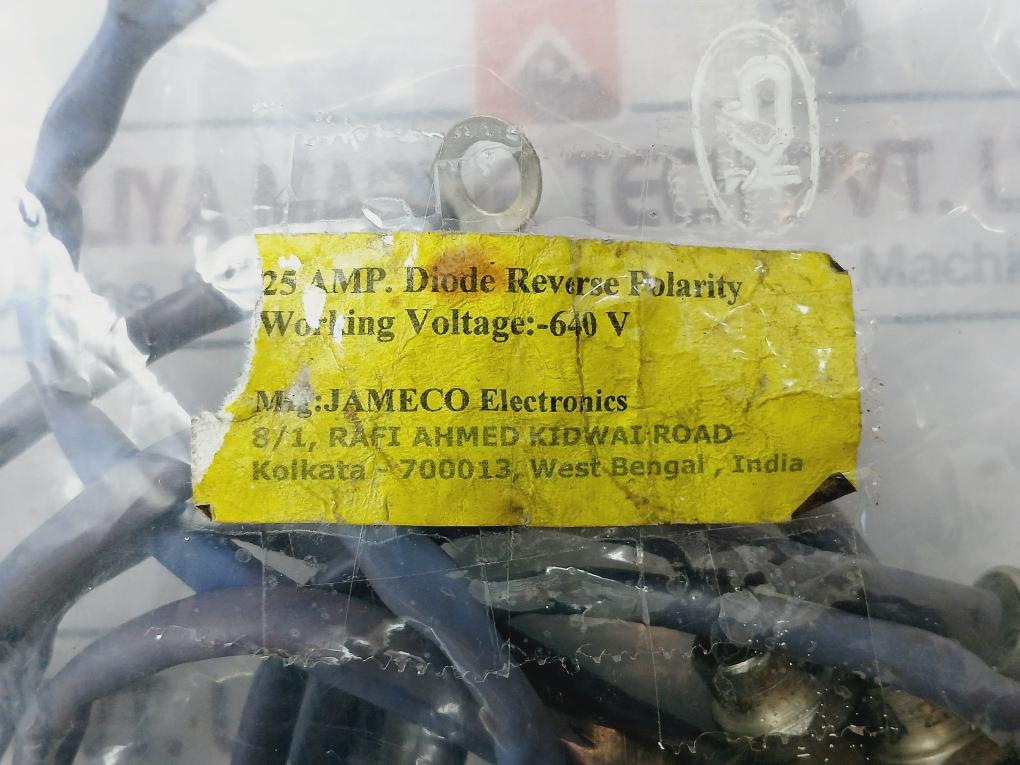 25 AMP. Diode Reverse Polarity
Working Voltage:-640 V
Mfg:JAMECO Electronics
8/1, RAFI AHMED KIDWAI ROAD
Kolkata - 700013, West Bengal , India